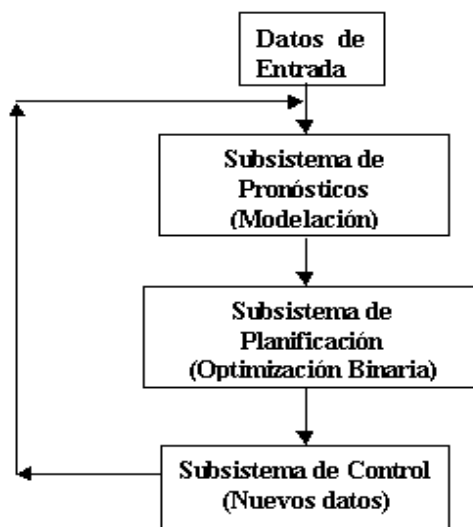 Datos de
Entrada
Subsistema de
Pronósticos
(Modelación)
Subsistema de
Planificación
(Optimización Binaria)
Subsistema de Control
(Nuevos datos)